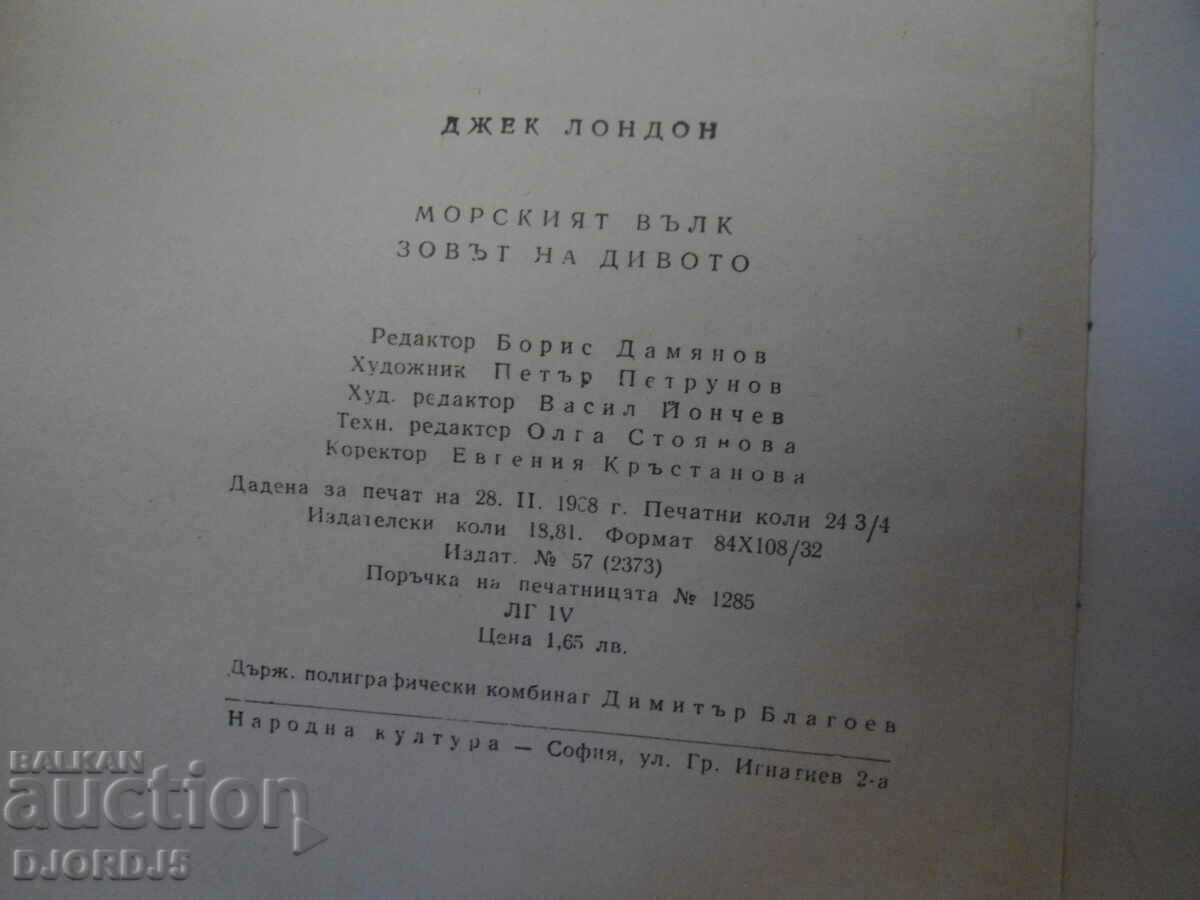 ДЖЕК ЛОНДОН
МОРСКИЯТ ВЪЛК
ЗОВЪТ НА ДИВОТО
Редактор Борис Дамянов
Художник Петър Петрунов
Худ. редактор Васил Йончев
Техн. редактор Олга Стоянова
Коректор Евгения Кръстанова
Дадена за печат на 28. II. 1968 г. Печатни коли 24 3/4
Издателски коли 18,81. Формат 84X108/32
Издат. № 57 (2373)
Поръчка на печатницата № 1285
ЛГ IV
Цена 1,65 лв.
Държ. полиграфически комбинат Димитър Благоев
Народна култура — София, ул. Гр. Игнатиев 2-а
BALKAN
auction
DJORDJ5